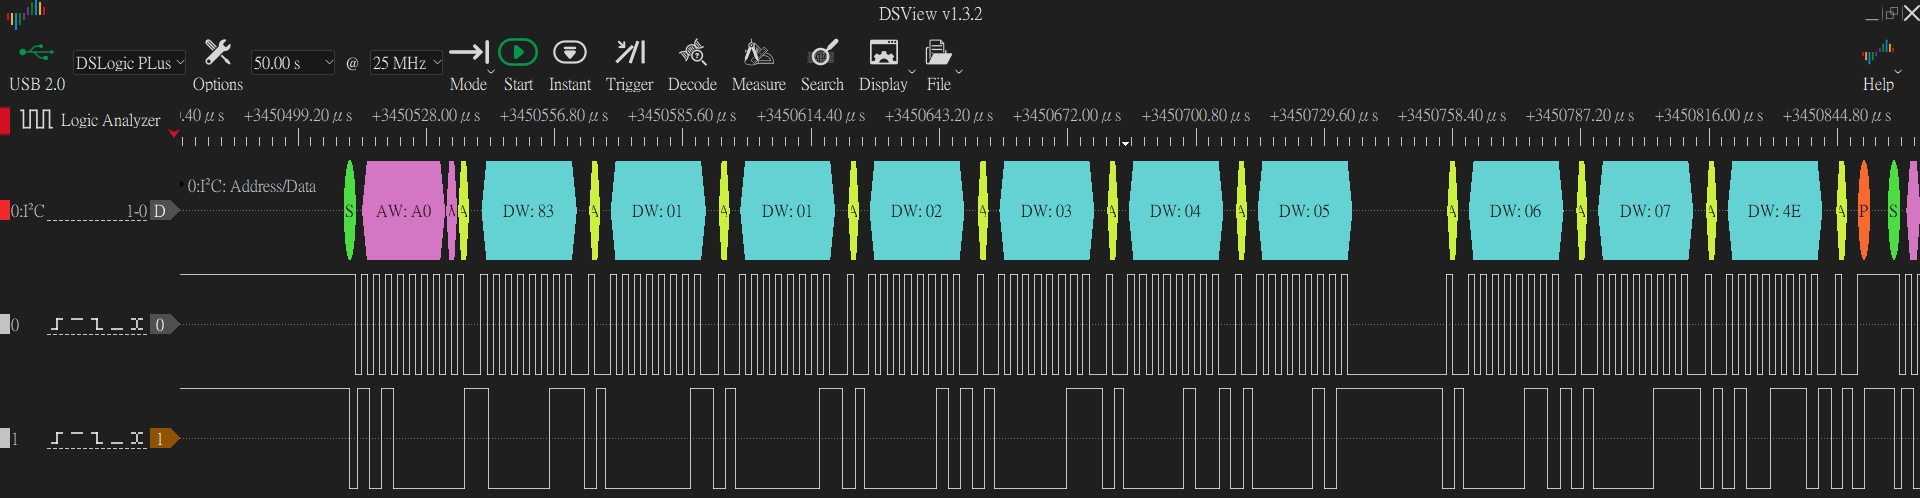 DSView v1.3.2
USB 2.0
DSLogic PLus
Options
50.00 s @ 25 MHz
Mode Start Instant Trigger Decode Measure Search Display File Help
Logic Analyzer
.40 μs +3450499.20 μs +3450528.00 μs +3450556.80 μs +3450585.60 μs +3450614.40 μs +3450643.20 μs +3450672.00 μs +3450700.80 μs +3450729.60 μs +3450758.40 μs +3450787.20 μs +3450816.00 μs +3450844.80 μs
0:I²C: Address/Data
0:I²C 1-0 D S AW: A0 A DW: 83 A DW: 01 A DW: 01 A DW: 02 A DW: 03 A DW: 04 A DW: 05 A DW: 06 A DW: 07 A DW: 4E A P S
0 0
1 1